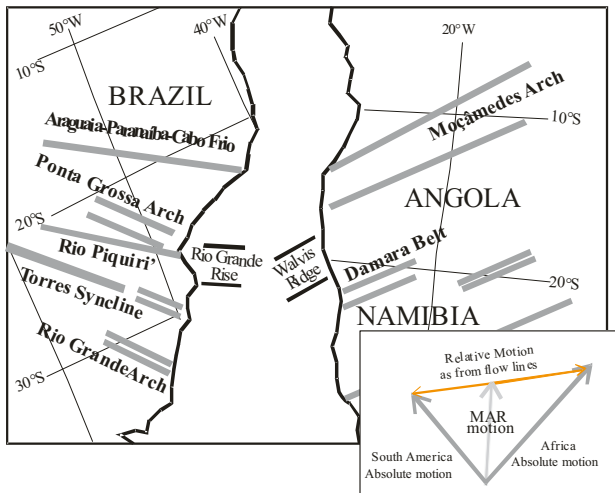 50°W
40°W
20°W
10°S
BRAZIL
Moçâmedes Arch
10°S
Araguaia-Paranaíba-Cabo Frio
Ponta Grossa Arch
ANGOLA
20°S
Rio Piquiri'
Rio Grande
Rise
Walvis
Ridge
Damara Belt
20°S
Torres Syncline
NAMIBIA
Rio GrandeArch
30°S
Relative Motion
as from flow lines
MAR
motion
South America
Absolute motion
Africa
Absolute motion